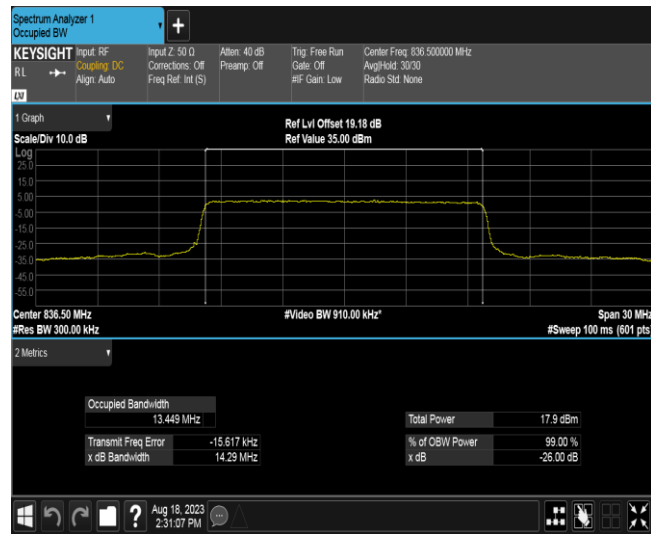 Spectrum Analyzer 1
Occupied BW
+
KEYSIGHT
RL
LXI
Input: RF
Coupling: DC
Align: Auto
Input Z: 50 Ω
Corrections: Off
Freq Ref: Int (S)
Atten: 40 dB
Preamp: Off
Trig: Free Run
Gate: Off
#IF Gain: Low
Center Freq: 836.500000 MHz
Avg|Hold: 30/30
Radio Std: None
1 Graph
Scale/Div 10.0 dB
Ref Lvl Offset 19.18 dB
Ref Value 35.00 dBm
Log
25.0
15.0
5.00
-5.00
-15.0
-25.0
-35.0
-45.0
-55.0
Center 836.50 MHz
#Res BW 300.00 kHz
#Video BW 910.00 kHz*
Span 30 MHz
#Sweep 100 ms (601 pts)
2 Metrics
Occupied Bandwidth
13.449 MHz
Transmit Freq Error -15.617 kHz
x dB Bandwidth 14.29 MHz
Total Power 17.9 dBm
% of OBW Power 99.00 %
x dB -26.00 dB
?
Aug 18, 2023
2:31:07 PM